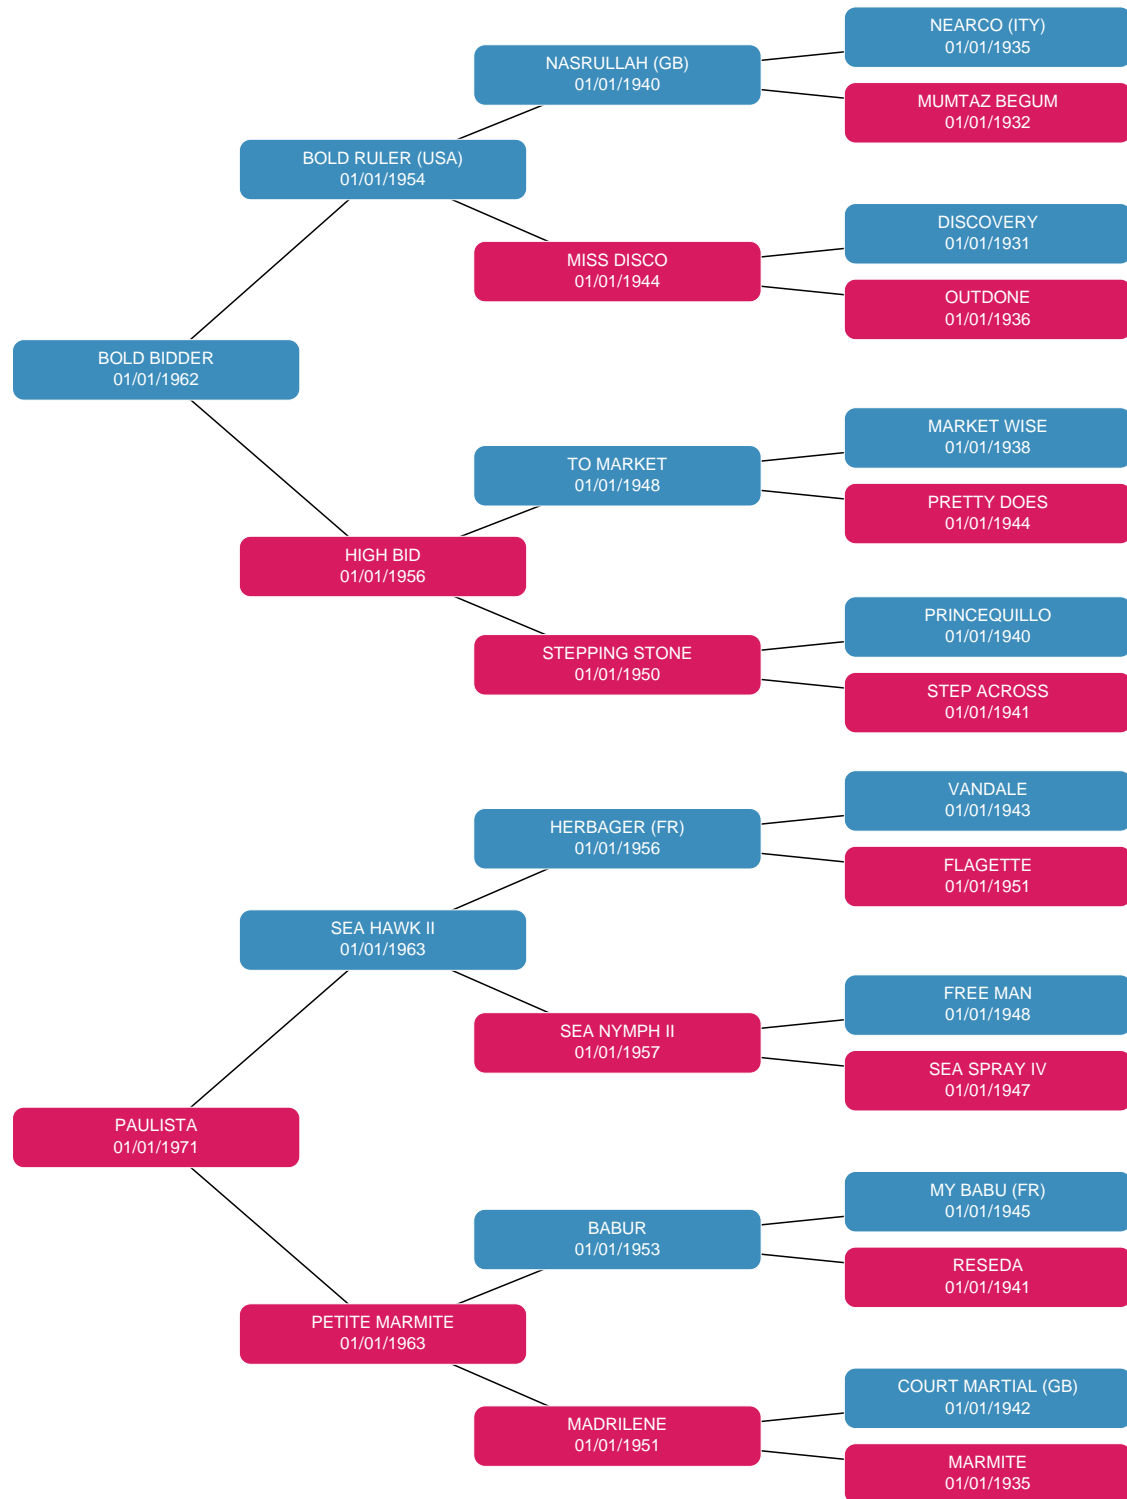 NEARCO (ITY)
01/01/1935
NASRULLAH (GB)
01/01/1940
MUMTAZ BEGUM
01/01/1932
BOLD RULER (USA)
01/01/1954
DISCOVERY
01/01/1931
MISS DISCO
01/01/1944
OUTDONE
01/01/1936
BOLD BIDDER
01/01/1962
MARKET WISE
01/01/1938
TO MARKET
01/01/1948
PRETTY DOES
01/01/1944
HIGH BID
01/01/1956
PRINCEQUILLO
01/01/1940
STEPPING STONE
01/01/1950
STEP ACROSS
01/01/1941
VANDALE
01/01/1943
HERBAGER (FR)
01/01/1956
FLAGETTE
01/01/1951
SEA HAWK II
01/01/1963
FREE MAN
01/01/1948
SEA NYMPH II
01/01/1957
SEA SPRAY IV
01/01/1947
PAULISTA
01/01/1971
MY BABU (FR)
01/01/1945
BABUR
01/01/1953
RESEDA
01/01/1941
PETITE MARMITE
01/01/1963
COURT MARTIAL (GB)
01/01/1942
MADRILENE
01/01/1951
MARMITE
01/01/1935